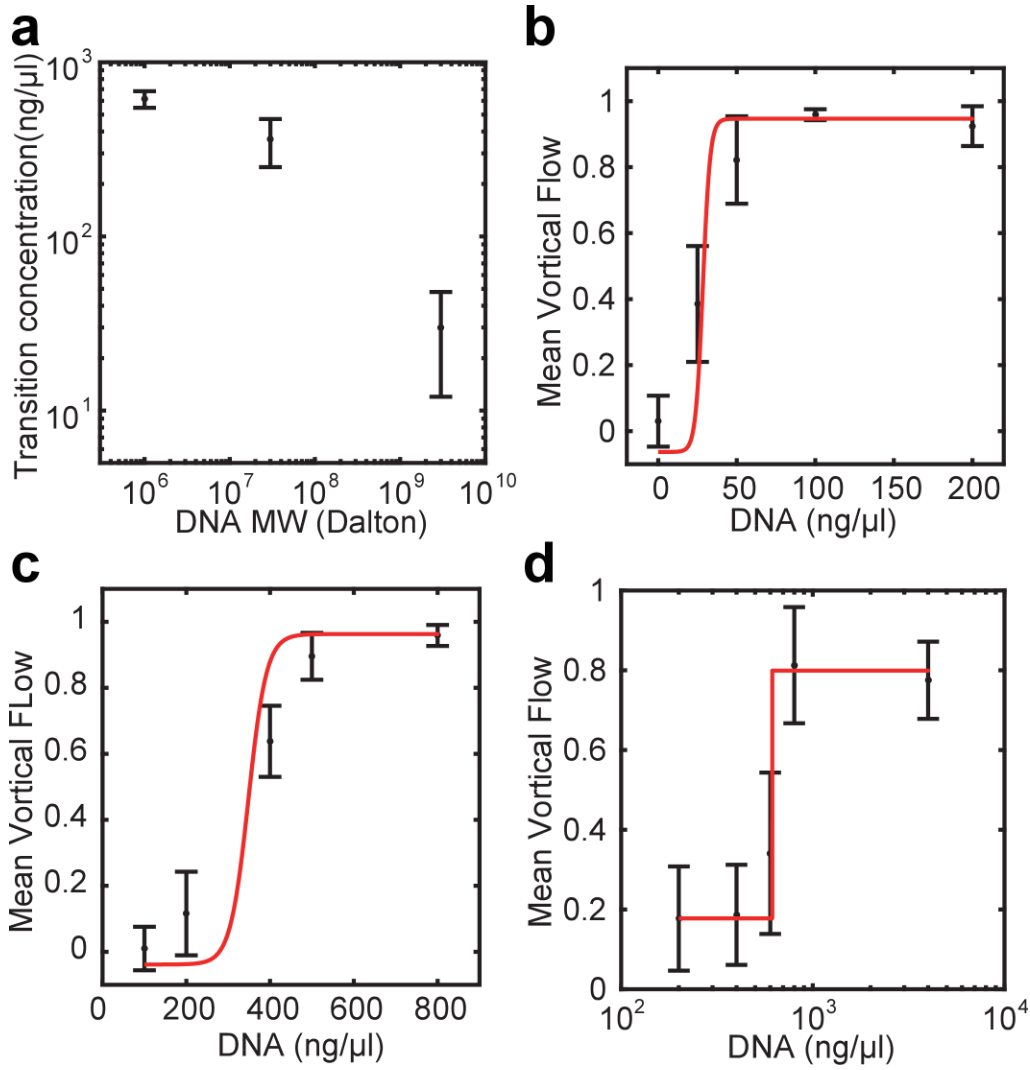 a
Transition concentration(ng/µl)
10³
10²
10¹
10⁶ 10⁷ 10⁸ 10⁹ 10¹⁰
DNA MW (Dalton)
b
Mean Vortical Flow
1
0.8
0.6
0.4
0.2
0
0 50 100 150 200
DNA (ng/µl)
c
Mean Vortical FLow
1
0.8
0.6
0.4
0.2
0
0 200 400 600 800
DNA (ng/µl)
d
Mean Vortical Flow
1
0.8
0.6
0.4
0.2
0
10² 10³ 10⁴
DNA (ng/µl)